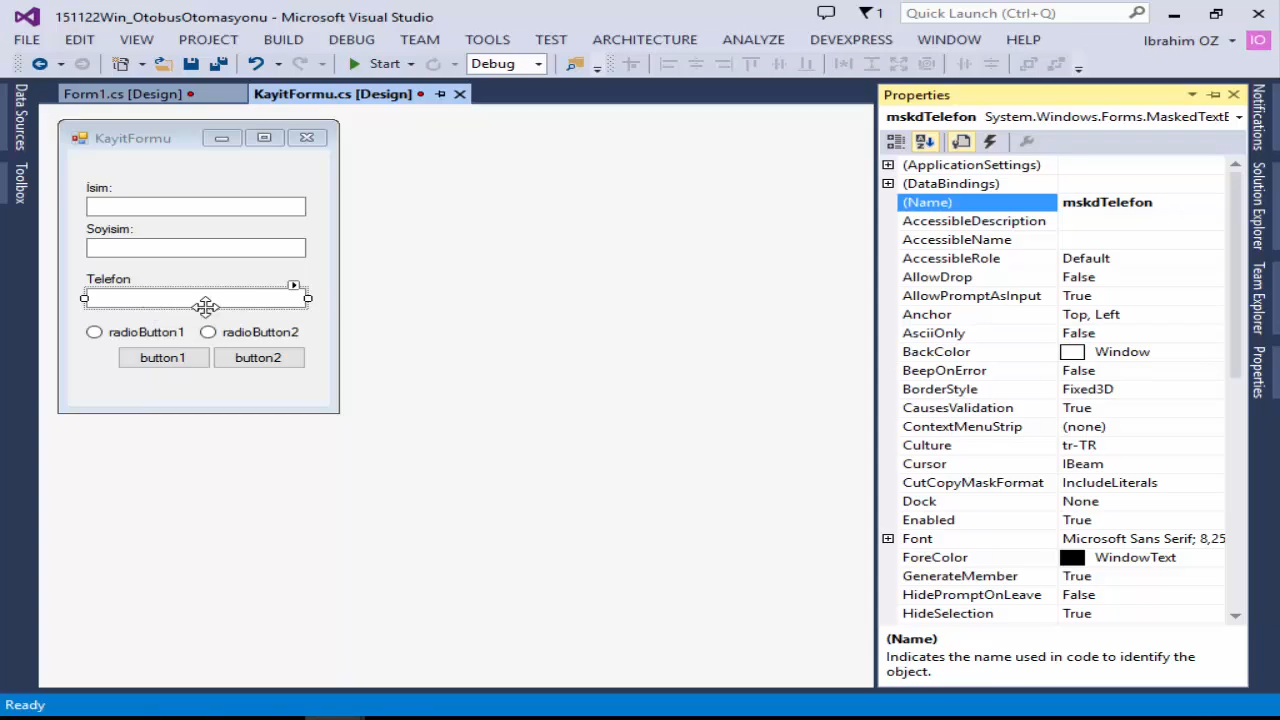 151122Win_OtobusOtomasyonu - Microsoft Visual Studio
1
Quick Launch (Ctrl+Q)
FILE EDIT VIEW PROJECT BUILD DEBUG TEAM TOOLS TEST ARCHITECTURE ANALYZE DEVEXPRESS WINDOW HELP Ibrahim OZ IO
Start Debug
Form1.cs [Design] KayitFormu.cs [Design]
Data Sources
Toolbox
KayitFormu
İsim:
Soyisim:
Telefon
radioButton1 radioButton2
button1 button2
Properties
mskdTelefon System.Windows.Forms.MaskedTextE
(ApplicationSettings)
(DataBindings)
(Name) mskdTelefon
AccessibleDescription
AccessibleName
AccessibleRole Default
AllowDrop False
AllowPromptAsInput True
Anchor Top, Left
AsciiOnly False
BackColor Window
BeepOnError False
BorderStyle Fixed3D
CausesValidation True
ContextMenuStrip (none)
Culture tr-TR
Cursor IBeam
CutCopyMaskFormat IncludeLiterals
Dock None
Enabled True
Font Microsoft Sans Serif; 8,25
ForeColor WindowText
GenerateMember True
HidePromptOnLeave False
HideSelection True
(Name)
Indicates the name used in code to identify the
object.
Notifications
Solution Explorer
Team Explorer
Properties
Ready